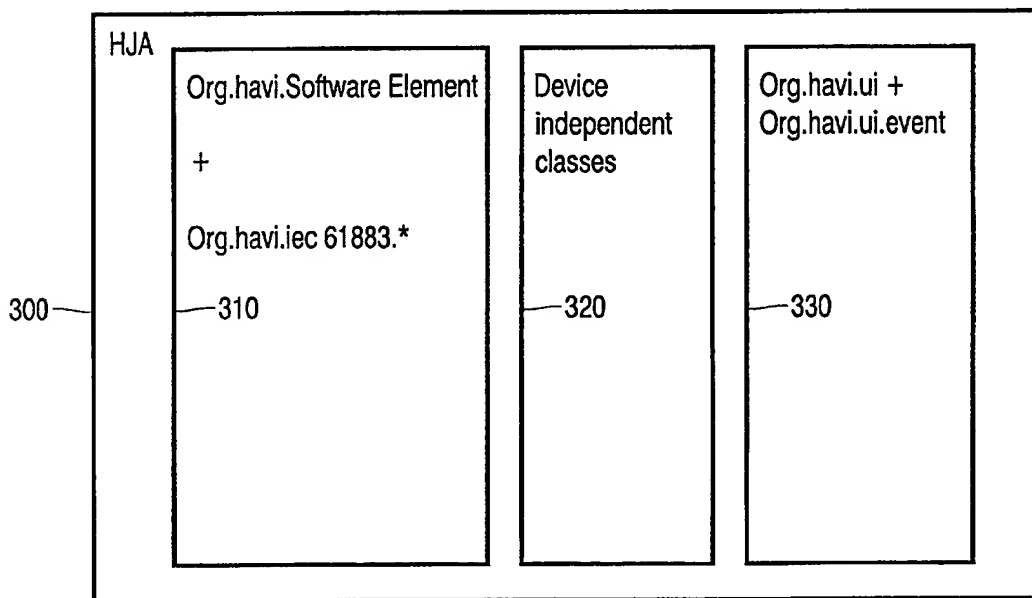 HJA
Org.havi.Software Element
+
Org.havi.iec 61883.*
Device
independent
classes
Org.havi.ui +
Org.havi.ui.event
300
310
320
330